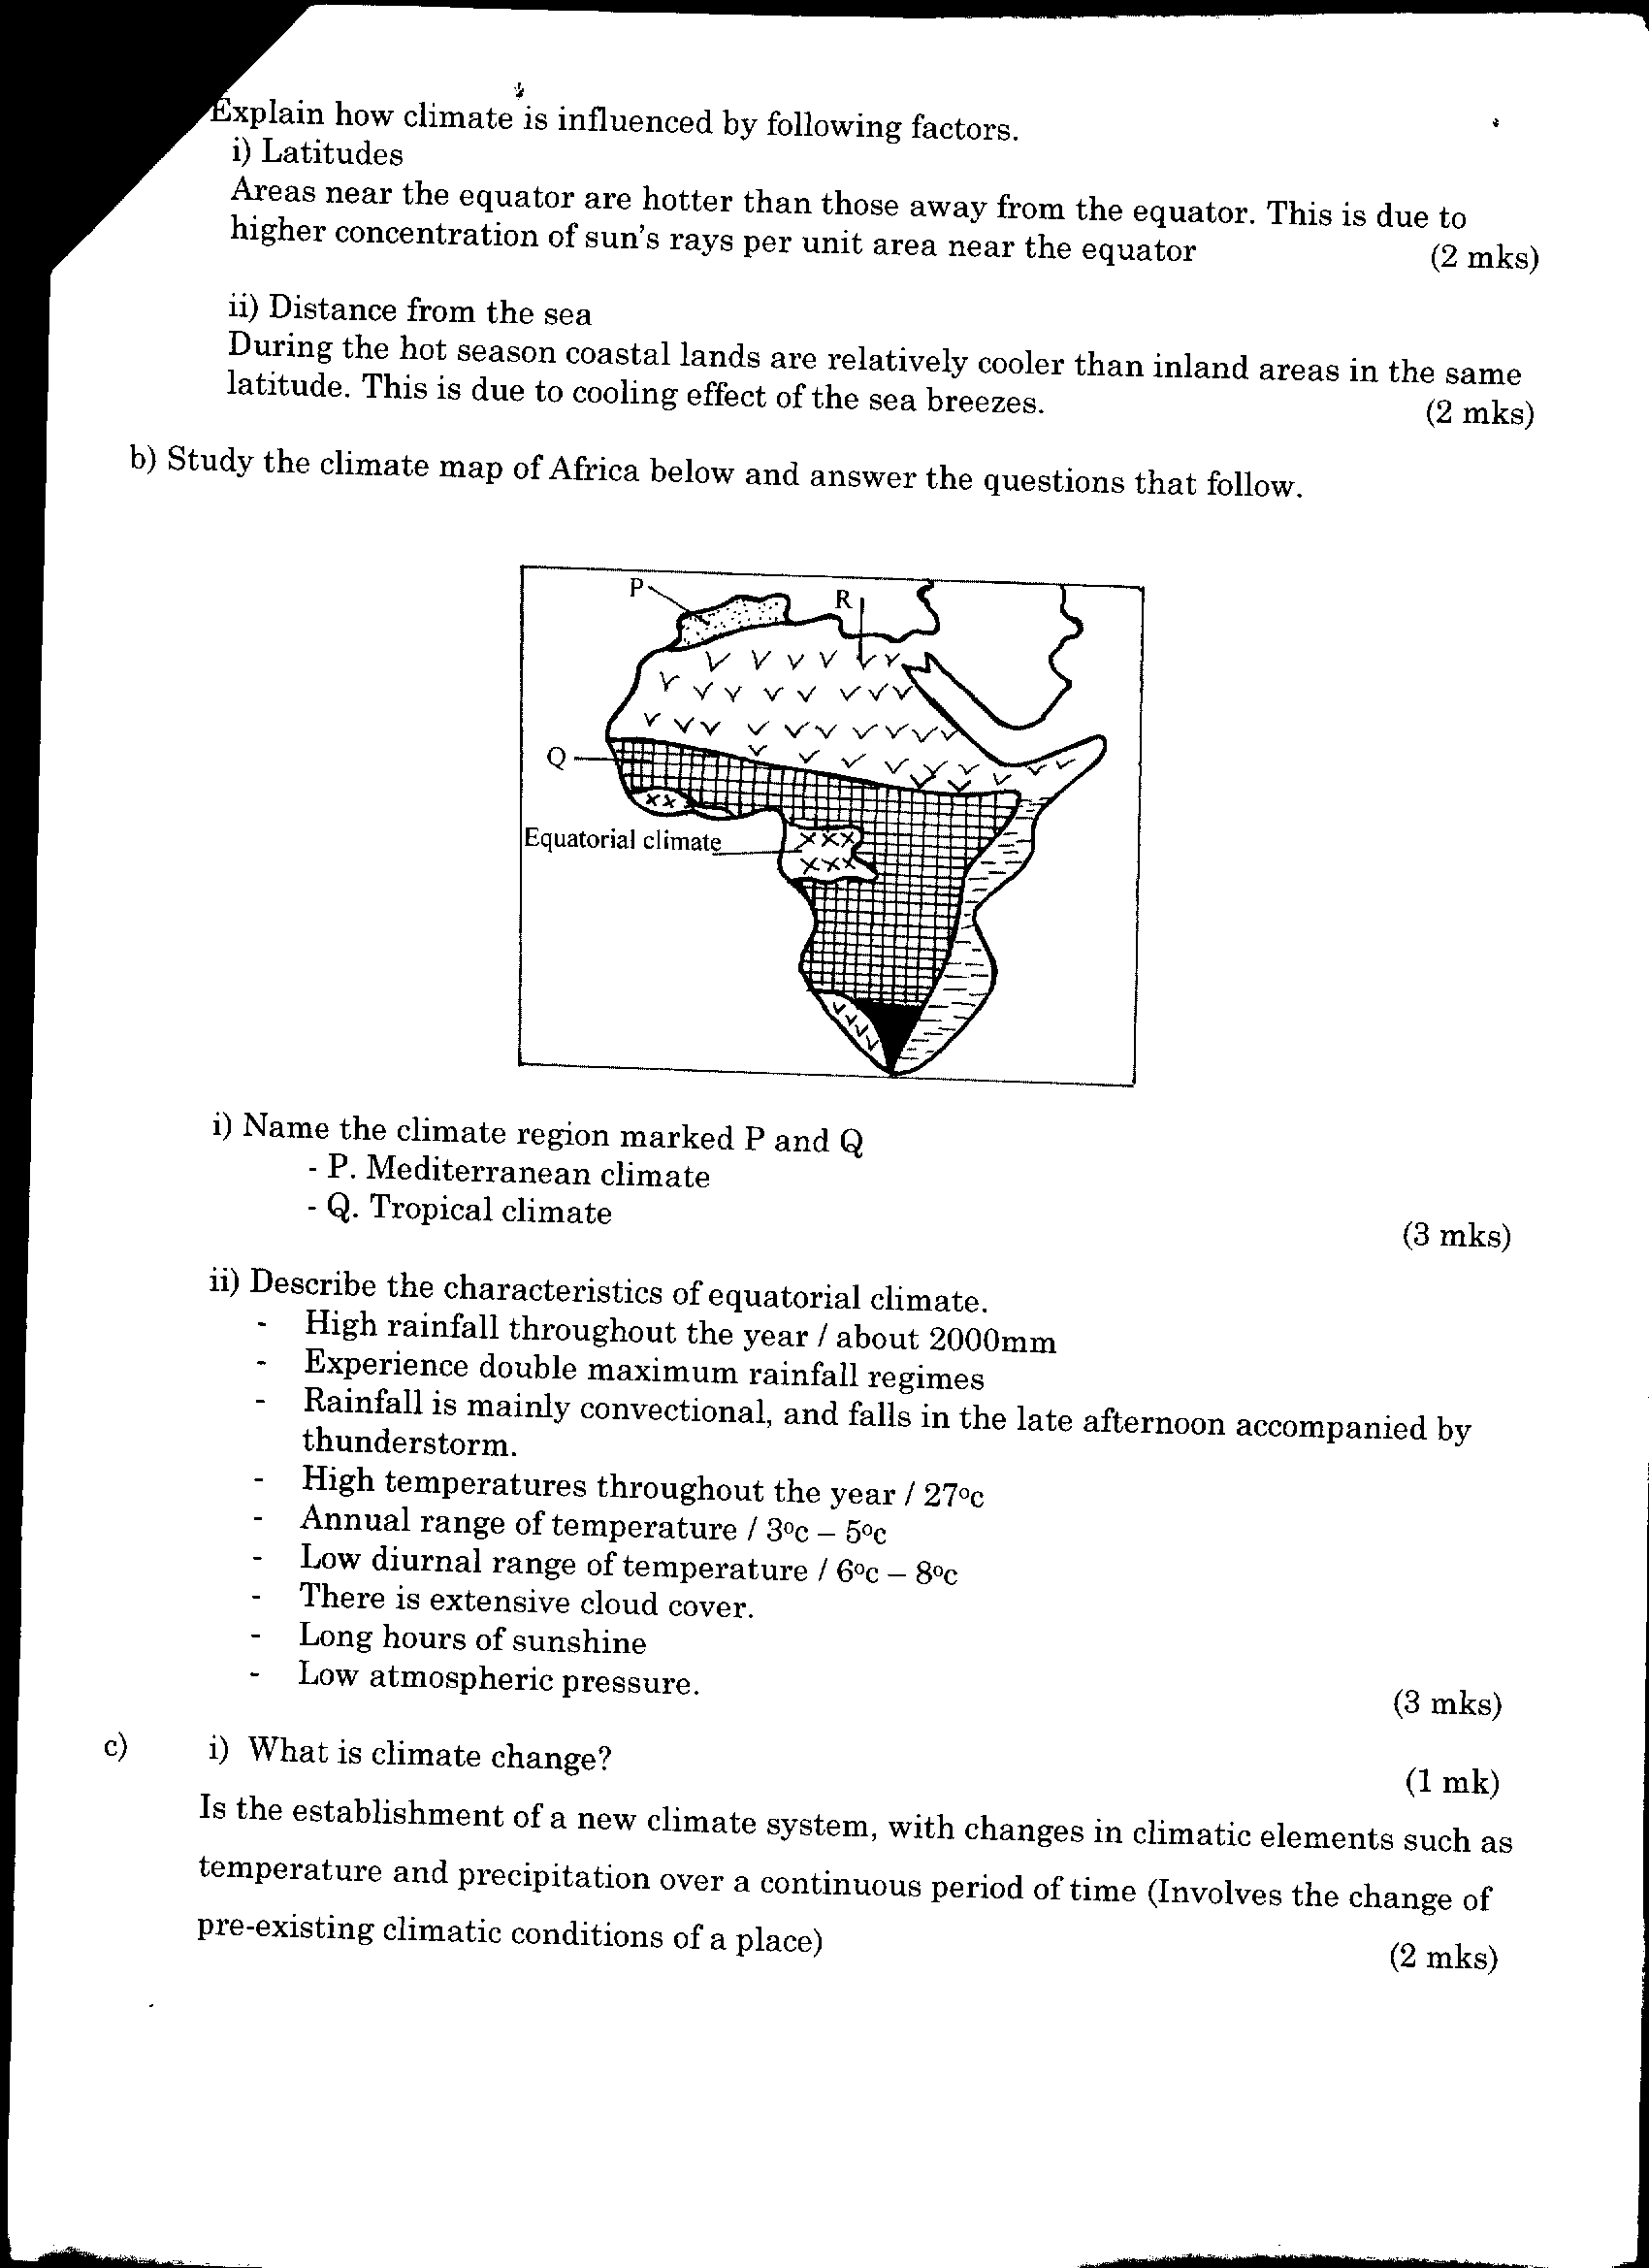 Explain how climate is influenced by following factors.
i) Latitudes
Areas near the equator are hotter than those away from the equator. This is due to
higher concentration of sun's rays per unit area near the equator (2 mks)
ii) Distance from the sea
During the hot season coastal lands are relatively cooler than inland areas in the same
latitude. This is due to cooling effect of the sea breezes. (2 mks)
b) Study the climate map of Africa below and answer the questions that follow.
P
R
Q
Equatorial climate
i) Name the climate region marked P and Q
- P. Mediterranean climate
- Q. Tropical climate
(3 mks)
ii) Describe the characteristics of equatorial climate.
- High rainfall throughout the year / about 2000mm
- Experience double maximum rainfall regimes
- Rainfall is mainly convectional, and falls in the late afternoon accompanied by
thunderstorm.
- High temperatures throughout the year / 27ºc
- Annual range of temperature / 3ºc – 5ºc
- Low diurnal range of temperature / 6ºc – 8ºc
- There is extensive cloud cover.
- Long hours of sunshine
- Low atmospheric pressure.
(3 mks)
c) i) What is climate change?
(1 mk)
Is the establishment of a new climate system, with changes in climatic elements such as
temperature and precipitation over a continuous period of time (Involves the change of
pre-existing climatic conditions of a place)
(2 mks)